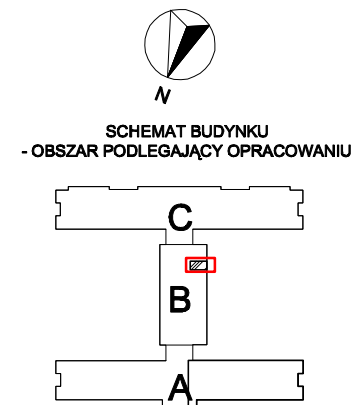 N
SCHEMAT BUDYNKU
- OBSZAR PODLEGAJĄCY OPRACOWANIU
C
B
A